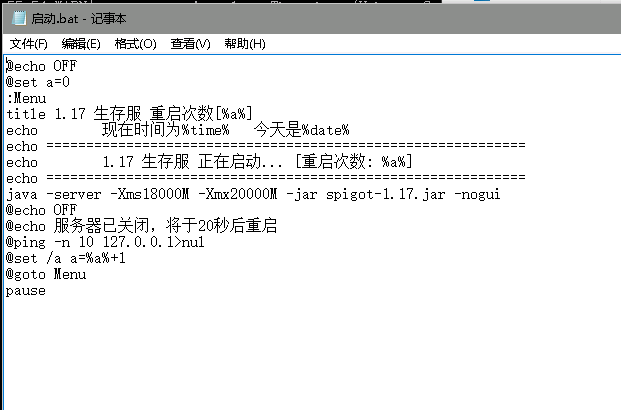 启动.bat - 记事本
文件(F) 编辑(E) 格式(O) 查看(V) 帮助(H)
@echo OFF
@set a=0
:Menu
title 1.17 生存服 重启次数[%a%]
echo        现在时间为%time%   今天是%date%
echo ============================================================
echo        1.17 生存服 正在启动... [重启次数: %a%]
echo ============================================================
java -server -Xms18000M -Xmx20000M -jar spigot-1.17.jar -nogui
@echo OFF
@echo 服务器已关闭，将于20秒后重启
@ping -n 10 127.0.0.1>nul
@set /a a=%a%+1
@goto Menu
pause